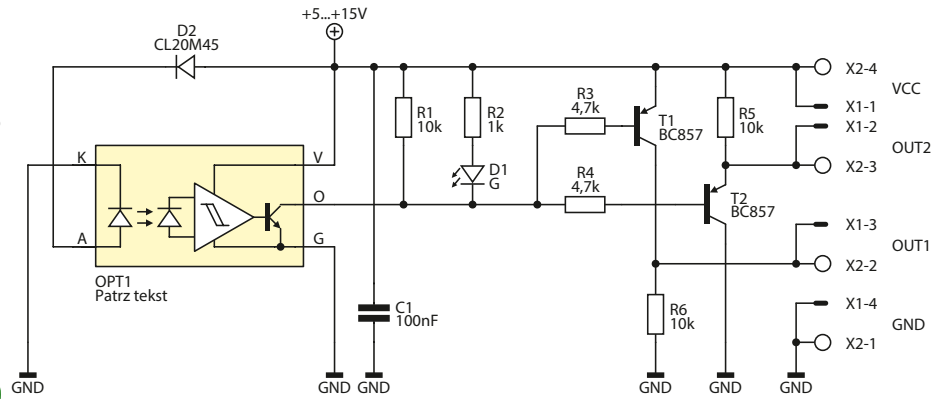 +5...+15V
D2
CL20M45
K
A
V
O
G
OPT1
Patrz tekst
R1
10k
R2
1k
D1
G
C1
100nF
R3
4,7k
R4
4,7k
T1
BC857
R5
10k
T2
BC857
R6
10k
X2-4
VCC
X1-1
X1-2
OUT2
X2-3
X1-3
OUT1
X2-2
X1-4
GND
X2-1
GND
GND
GND
GND
GND
GND